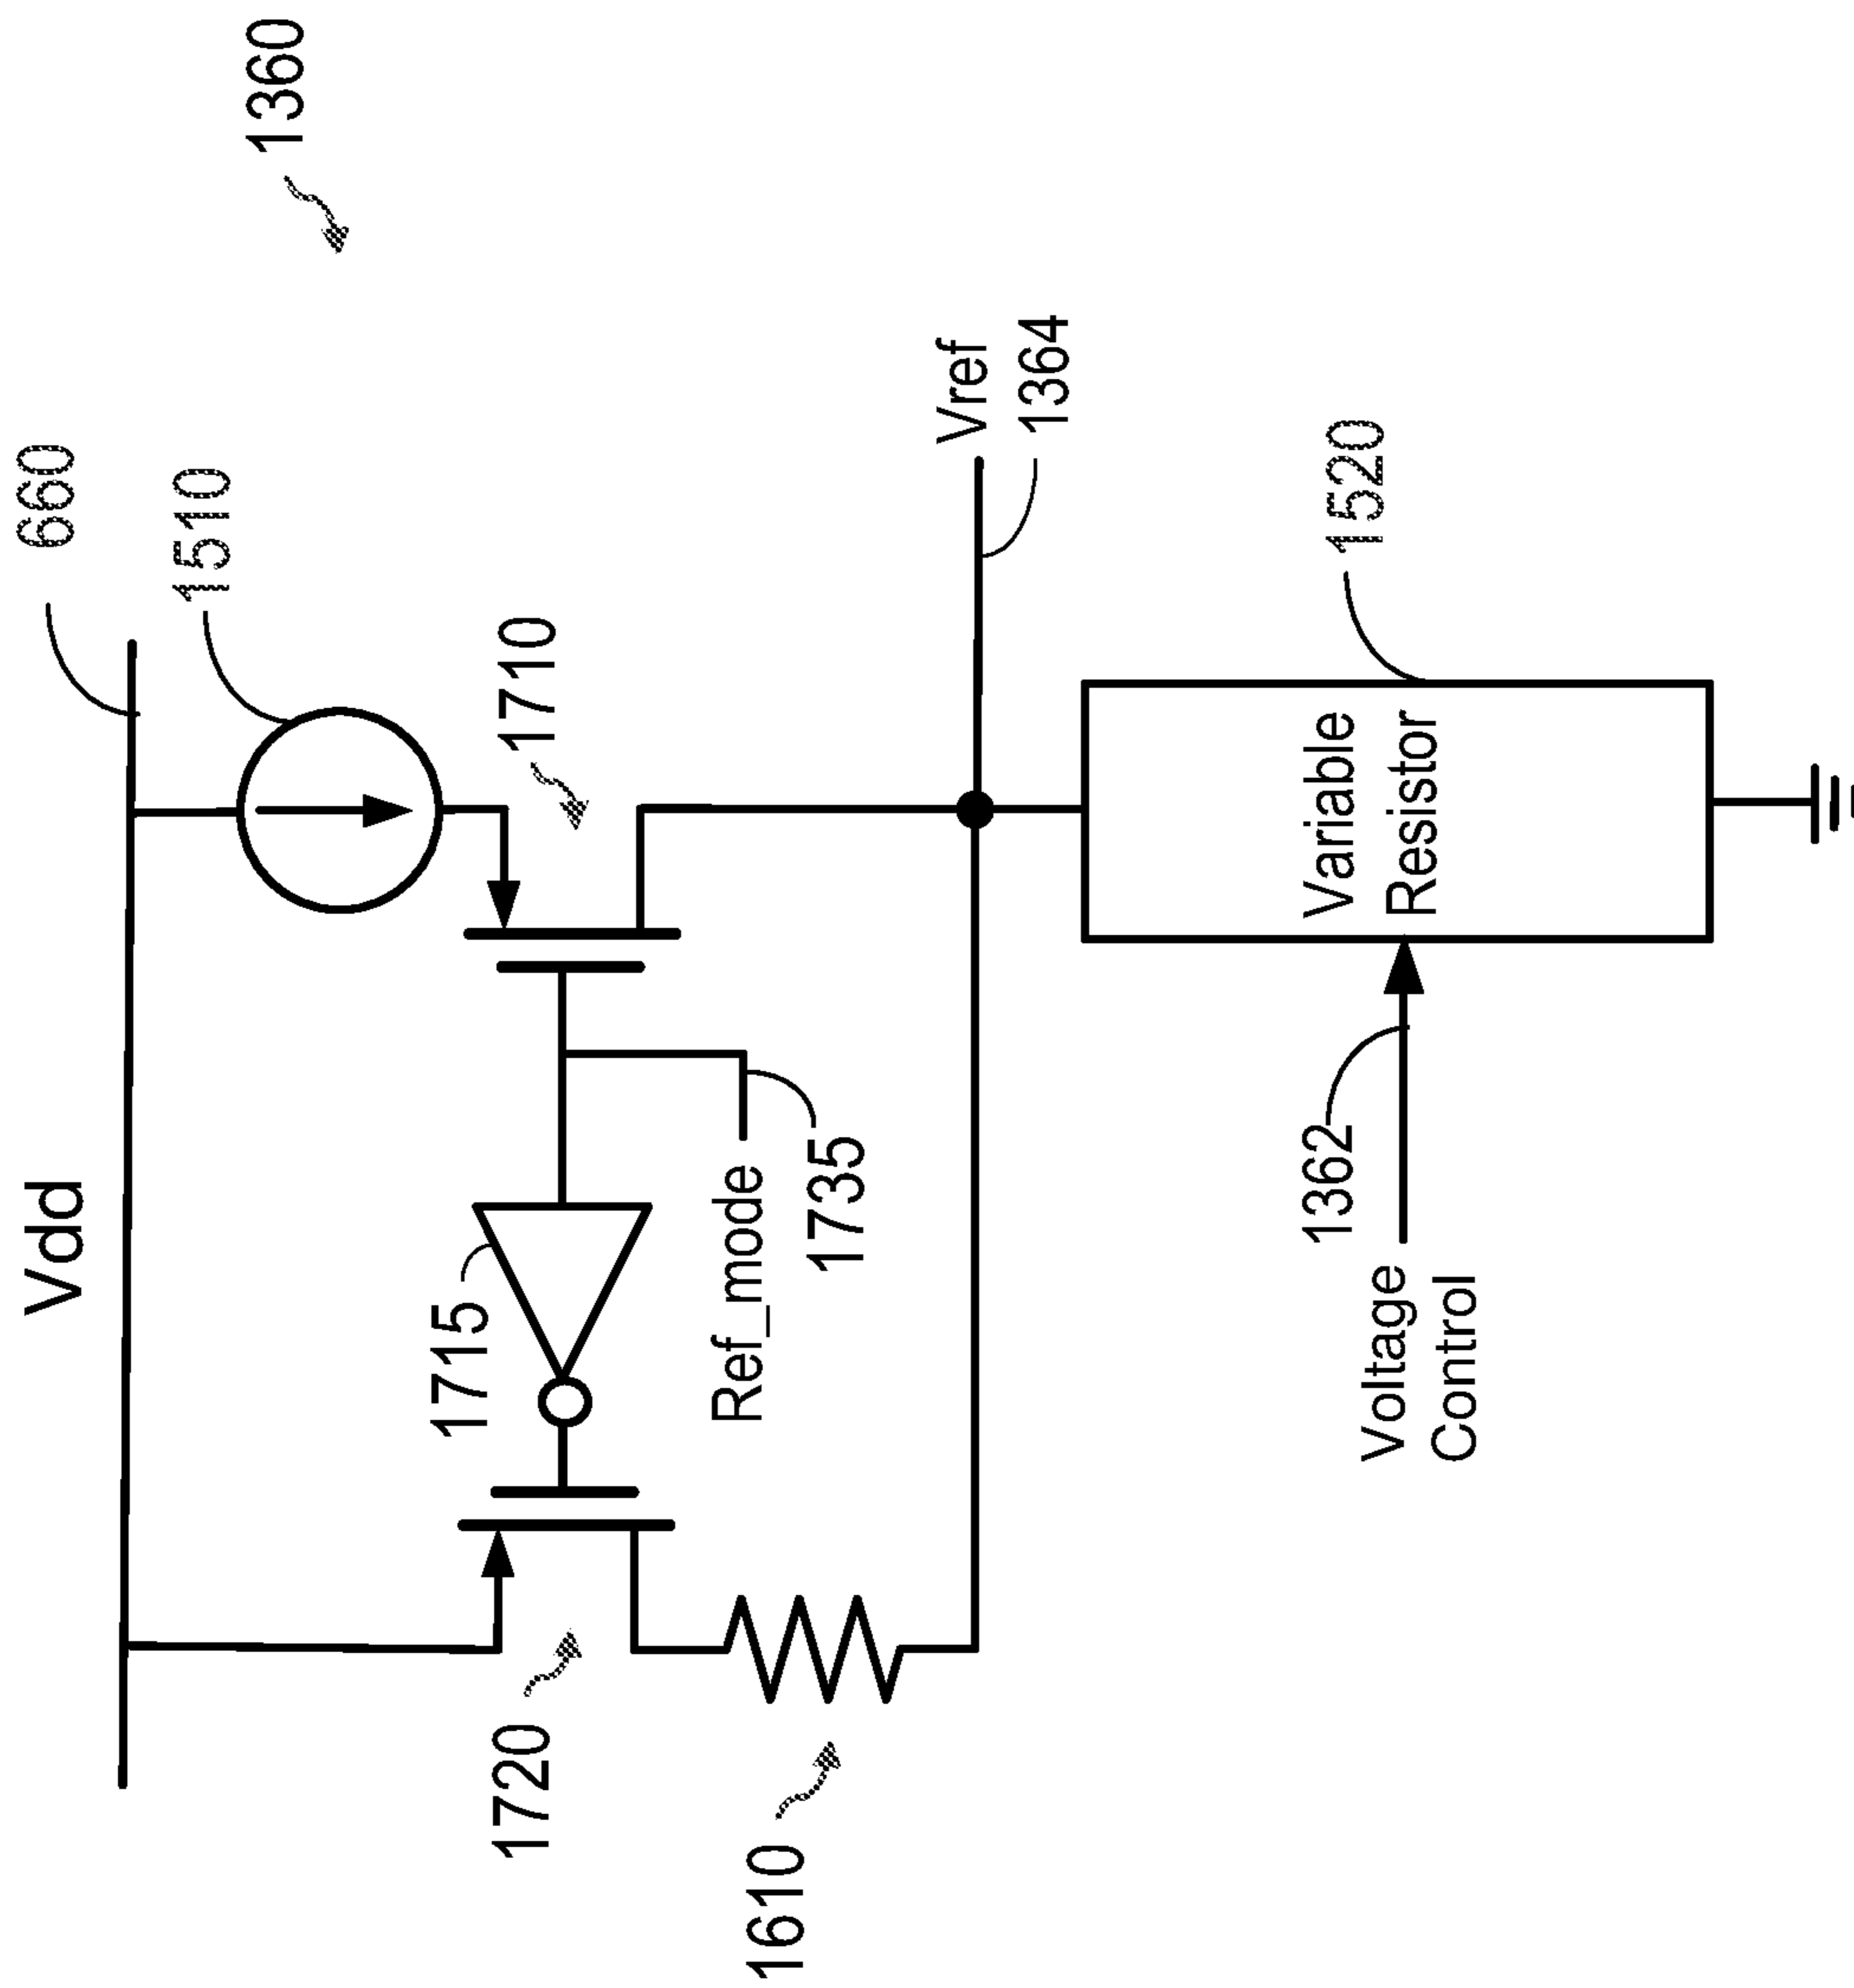 Vdd
660
1510
1360
1715
1720
1710
Ref_mode
1735
1610
Vref
1364
1362
Variable
Resistor
1520
Voltage
Control